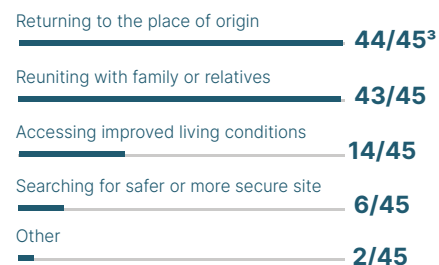 Returning to the place of origin
44/45³
Reuniting with family or relatives
43/45
Accessing improved living conditions
14/45
Searching for safer or more secure site
6/45
Other
2/45